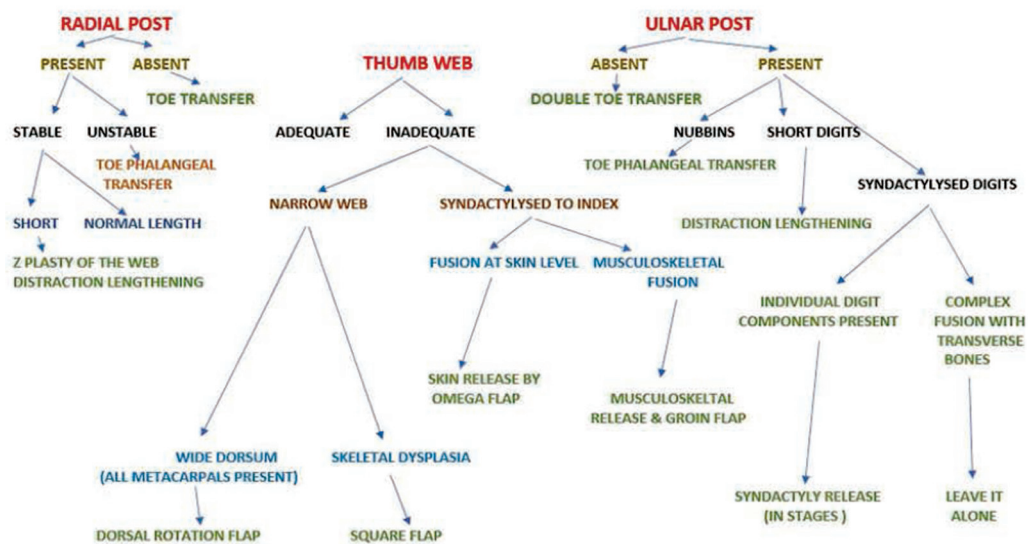 RADIAL POST
ULNAR POST
PRESENT
ABSENT
THUMB WEB
ABSENT
PRESENT
TOE TRANSFER
DOUBLE TOE TRANSFER
STABLE
UNSTABLE
ADEQUATE
INADEQUATE
NUBBINS
SHORT DIGITS
TOE PHALANGEAL
TRANSFER
TOE PHALANGEAL TRANSFER
SYNDACTYLYSED DIGITS
NARROW WEB
SYNDACTYLYSED TO INDEX
SHORT
NORMAL LENGTH
DISTRACTION LENGTHENING
Z PLASTY OF THE WEB
DISTRACTION LENGTHENING
FUSION AT SKIN LEVEL
MUSCULOSKELETAL
FUSION
INDIVIDUAL DIGIT
COMPONENTS PRESENT
COMPLEX
FUSION WITH
TRANSVERSE
BONES
SKIN RELEASE BY
OMEGA FLAP
MUSCULOSKELTAL
RELEASE & GROIN FLAP
WIDE DORSUM
(ALL METACARPALS PRESENT)
SKELETAL DYSPLASIA
SYNDACTYLY RELEASE
(IN STAGES )
LEAVE IT
ALONE
DORSAL ROTATION FLAP
SQUARE FLAP